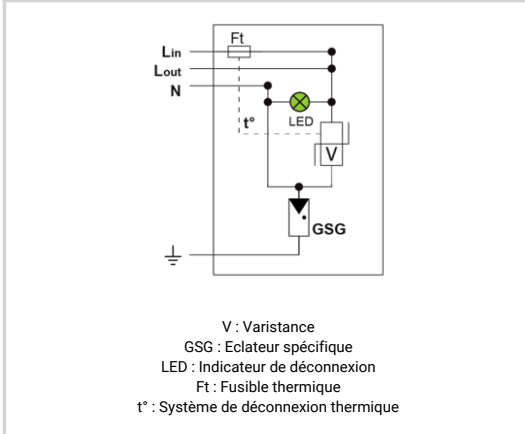 Ft
Lin
Lout
N
LED
t°
V
GSG
V : Varistance
GSG : Eclateur spécifique
LED : Indicateur de déconnexion
Ft : Fusible thermique
t° : Système de déconnexion thermique